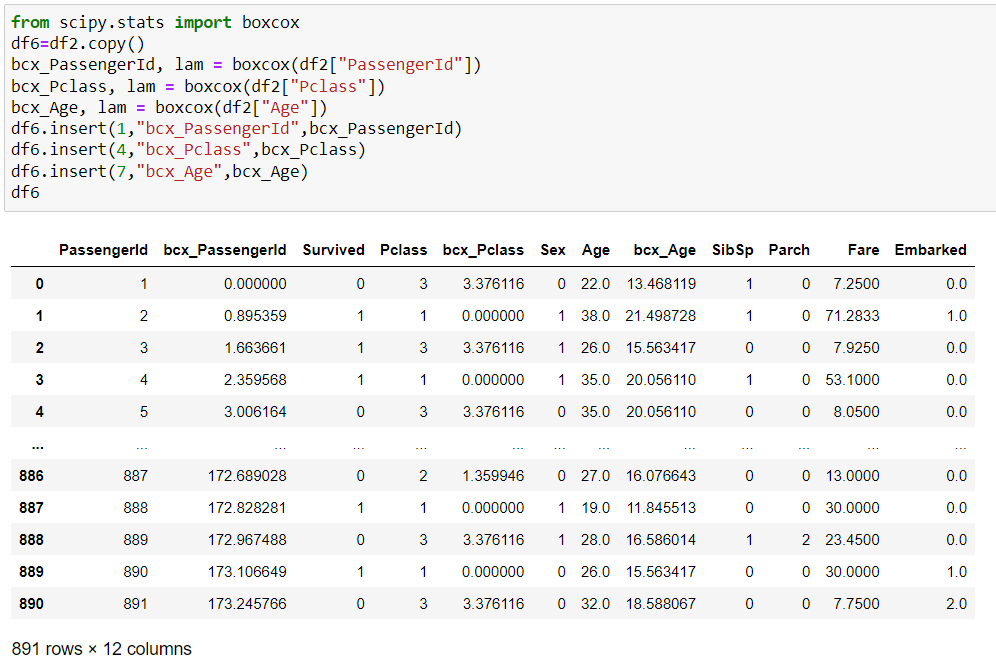 from scipy.stats import boxcox
df6=df2.copy()
bcx_PassengerId, lam = boxcox(df2["PassengerId"])
bcx_Pclass, lam = boxcox(df2["Pclass"])
bcx_Age, lam = boxcox(df2["Age"])
df6.insert(1,"bcx_PassengerId",bcx_PassengerId)
df6.insert(4,"bcx_Pclass",bcx_Pclass)
df6.insert(7,"bcx_Age",bcx_Age)
df6
PassengerId bcx_PassengerId Survived Pclass bcx_Pclass Sex Age bcx_Age SibSp Parch Fare Embarked
0 1 0.000000 0 3 3.376116 0 22.0 13.468119 1 0 7.2500 0.0
1 2 0.895359 1 1 0.000000 1 38.0 21.498728 1 0 71.2833 1.0
2 3 1.663661 1 3 3.376116 1 26.0 15.563417 0 0 7.9250 0.0
3 4 2.359568 1 1 0.000000 1 35.0 20.056110 1 0 53.1000 0.0
4 5 3.006164 0 3 3.376116 0 35.0 20.056110 0 0 8.0500 0.0
... ... ... ... ... ... ... ... ... ... ... ... ...
886 887 172.689028 0 2 1.359946 0 27.0 16.076643 0 0 13.0000 0.0
887 888 172.828281 1 1 0.000000 1 19.0 11.845513 0 0 30.0000 0.0
888 889 172.967488 0 3 3.376116 1 28.0 16.586014 1 2 23.4500 0.0
889 890 173.106649 1 1 0.000000 0 26.0 15.563417 0 0 30.0000 1.0
890 891 173.245766 0 3 3.376116 0 32.0 18.588067 0 0 7.7500 2.0
891 rows × 12 columns